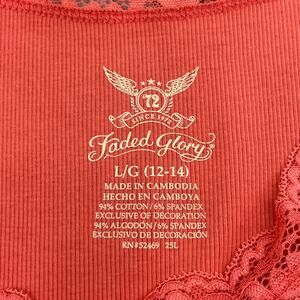 72
SINCE 1972
Faded Glory®
L/G (12-14)
MADE IN CAMBODIA
HECHO EN CAMBOYA
94% COTTON/6% SPANDEX
EXCLUSIVE OF DECORATION
94% ALGODÓN/6% SPANDEX
EXCLUSIVO DE DECORACIÓN
RN#52469 25L